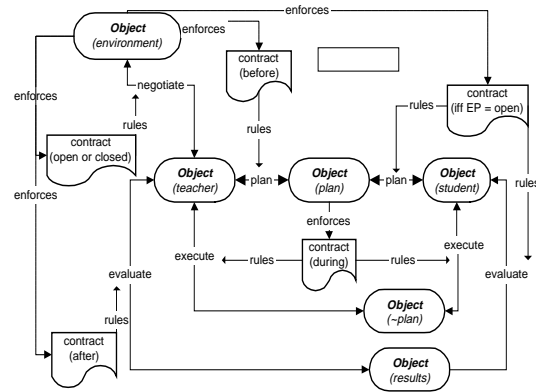 enforces
Object
(environment)
enforces
contract
(before)
contract
(iff EP = open)
enforces
negotiate
rules
contract
(open or closed)
rules
rules
rules
Object
(teacher)
plan
Object
(plan)
plan
Object
(student)
enforces
enforces
execute
rules
contract
(during)
rules
execute
evaluate
evaluate
Object
(~plan)
rules
contract
(after)
Object
(results)